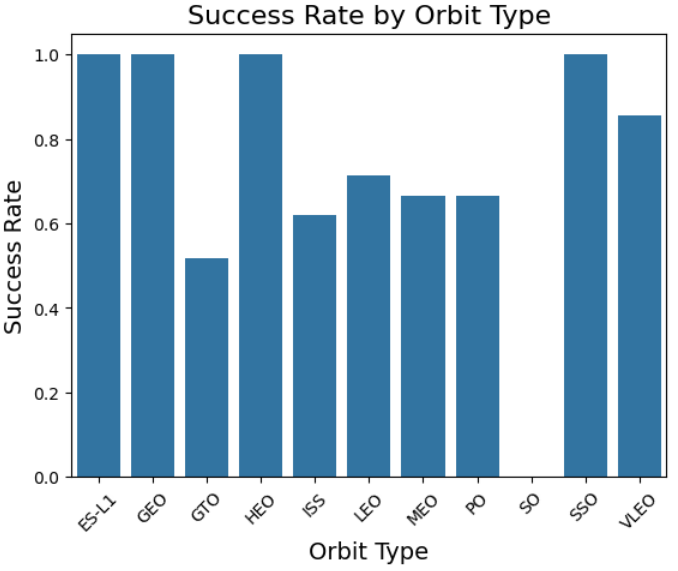 Success Rate by Orbit Type
Success Rate
1.0
0.8
0.6
0.4
0.2
0.0
ES-L1
GEO
GTO
HEO
ISS
LEO
MEO
PO
SO
SSO
VLEO
Orbit Type